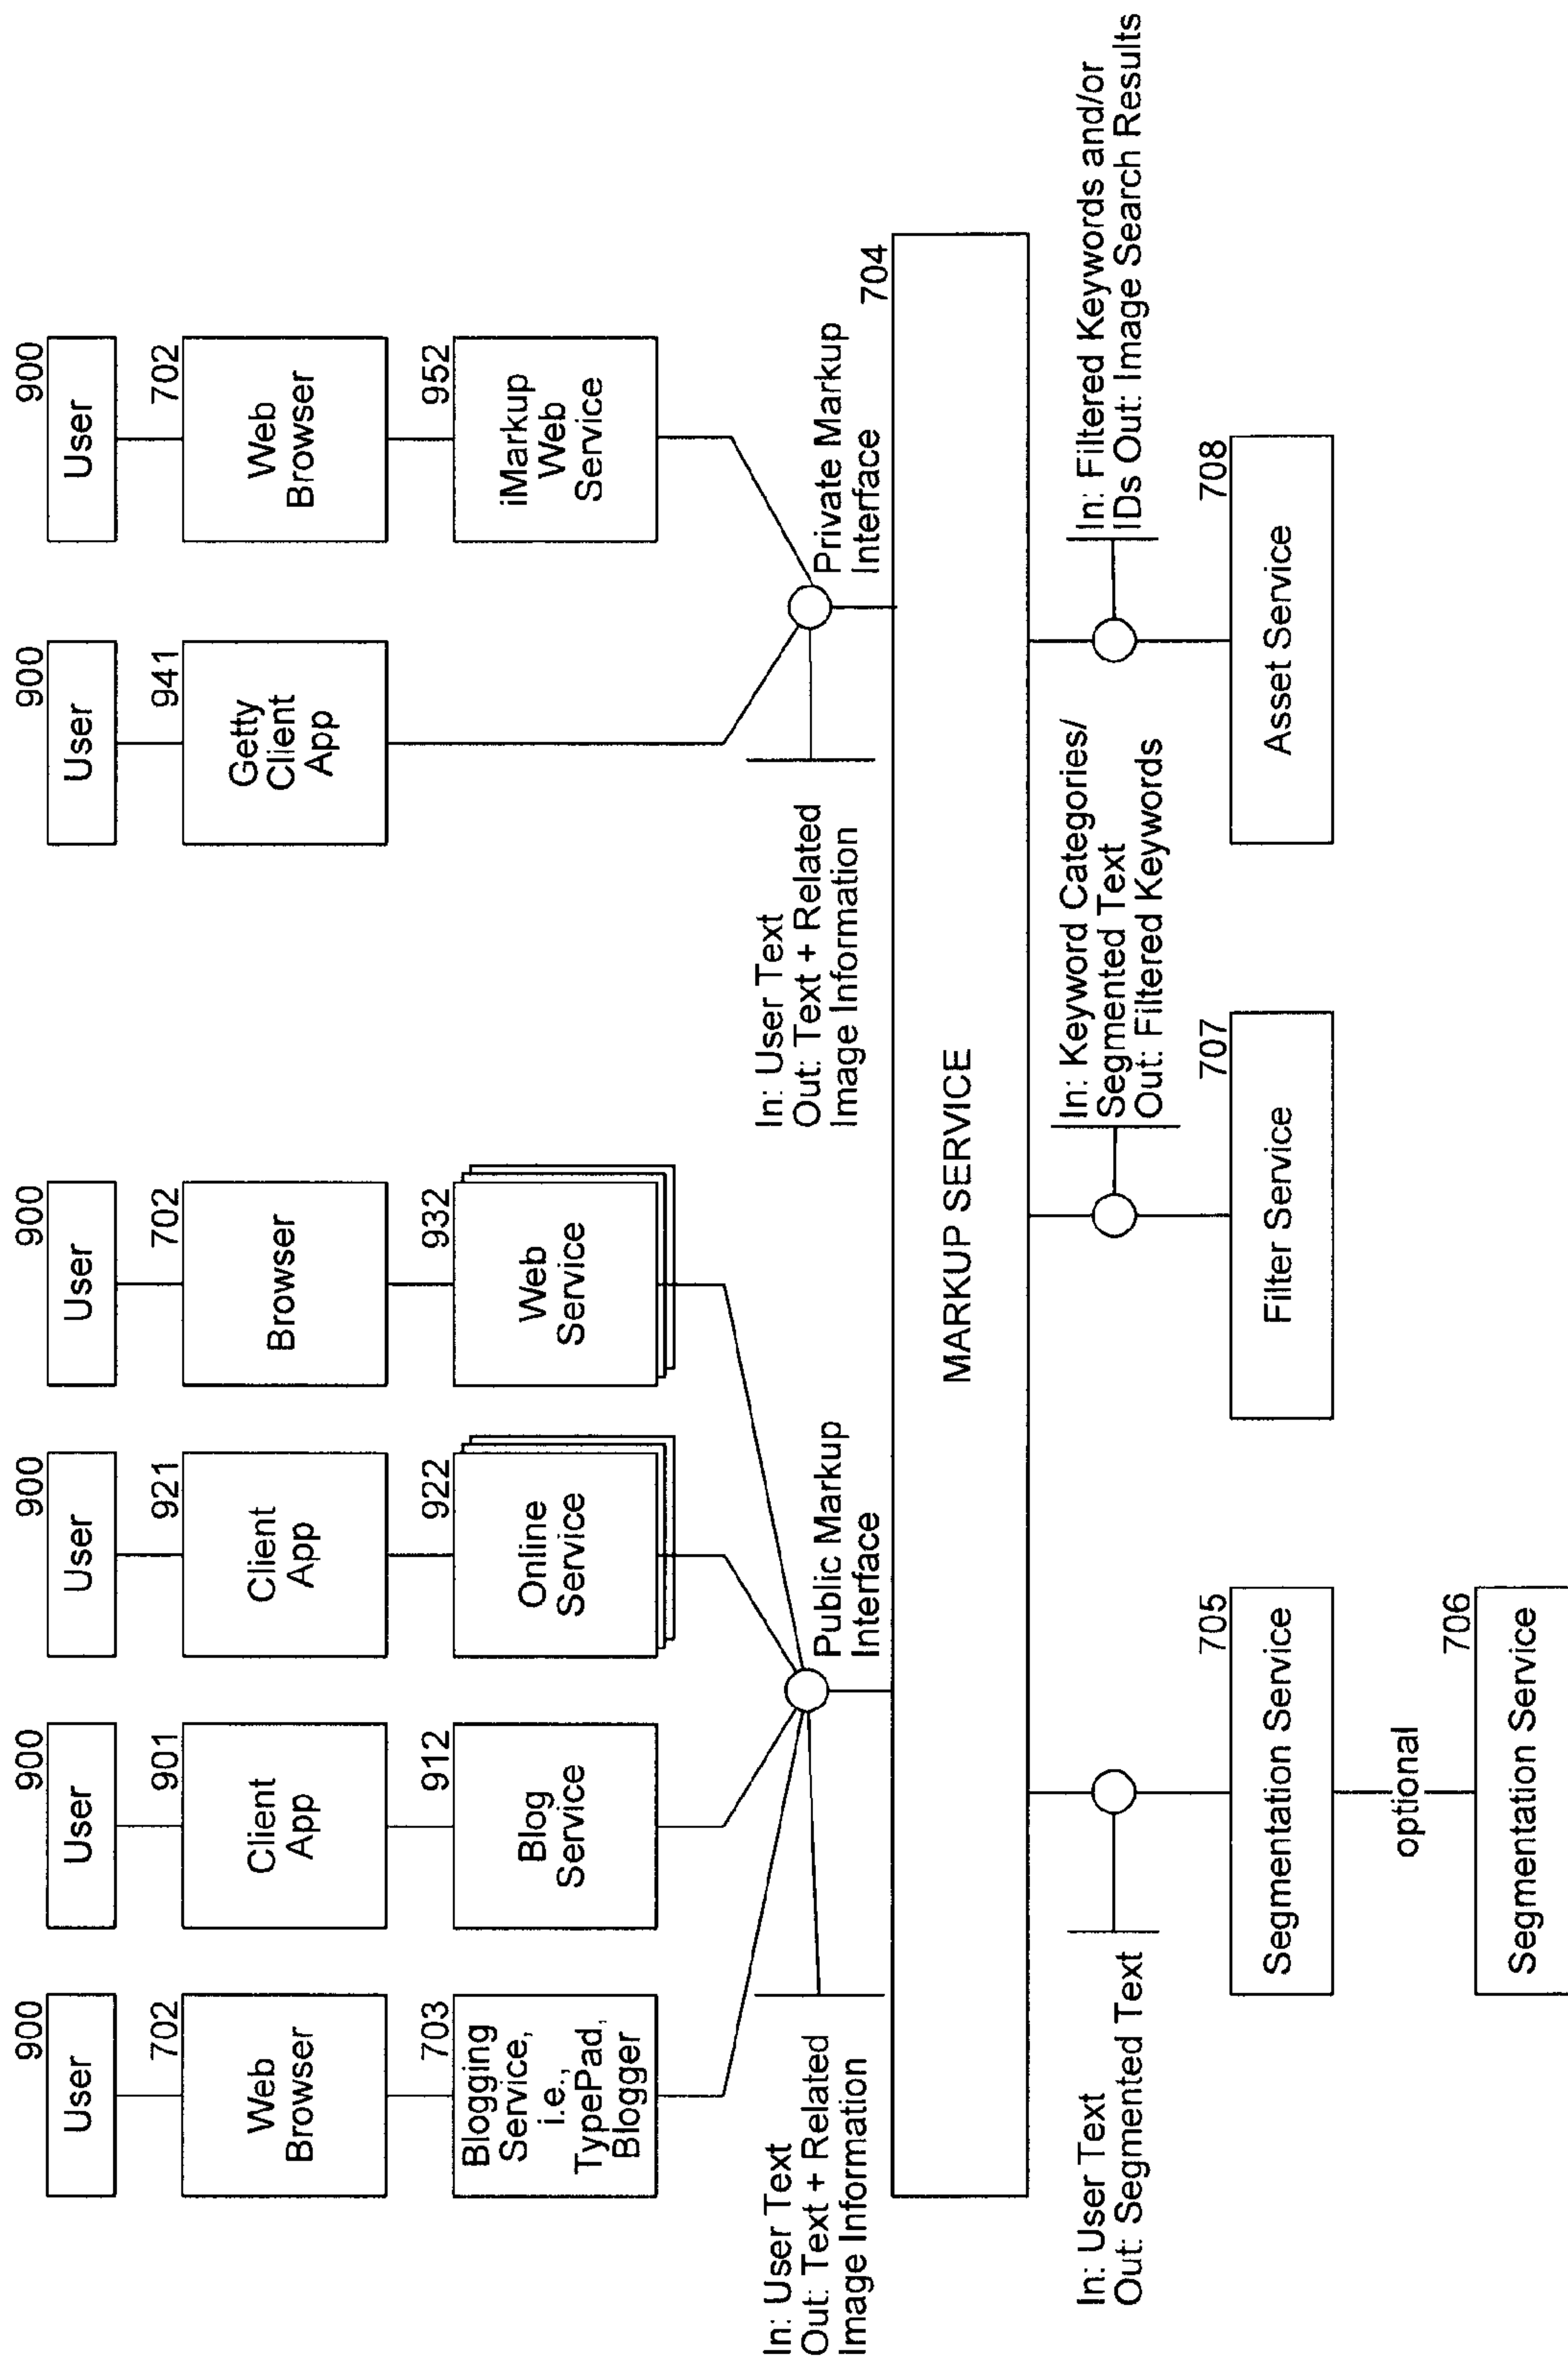 900
User
702
Web
Browser
703
Blogging
Service,
i.e.,
TypePad,
Blogger
900
User
901
Client
App
912
Blog
Service
900
User
921
Client
App
922
Online
Service
900
User
702
Browser
932
Web
Service
900
User
941
Getty
Client
App
900
User
702
Web
Browser
952
iMarkup
Web
Service
In: User Text
Out: Text + Related
Image Information
Public Markup
Interface
In: User Text
Out: Text + Related
Image Information
Private Markup
Interface
704
MARKUP SERVICE
In: User Text
Out: Segmented Text
705
Segmentation Service
optional
706
Segmentation Service
In: Keyword Categories/
Segmented Text
Out: Filtered Keywords
707
Filter Service
In: Filtered Keywords and/or
IDs Out: Image Search Results
708
Asset Service